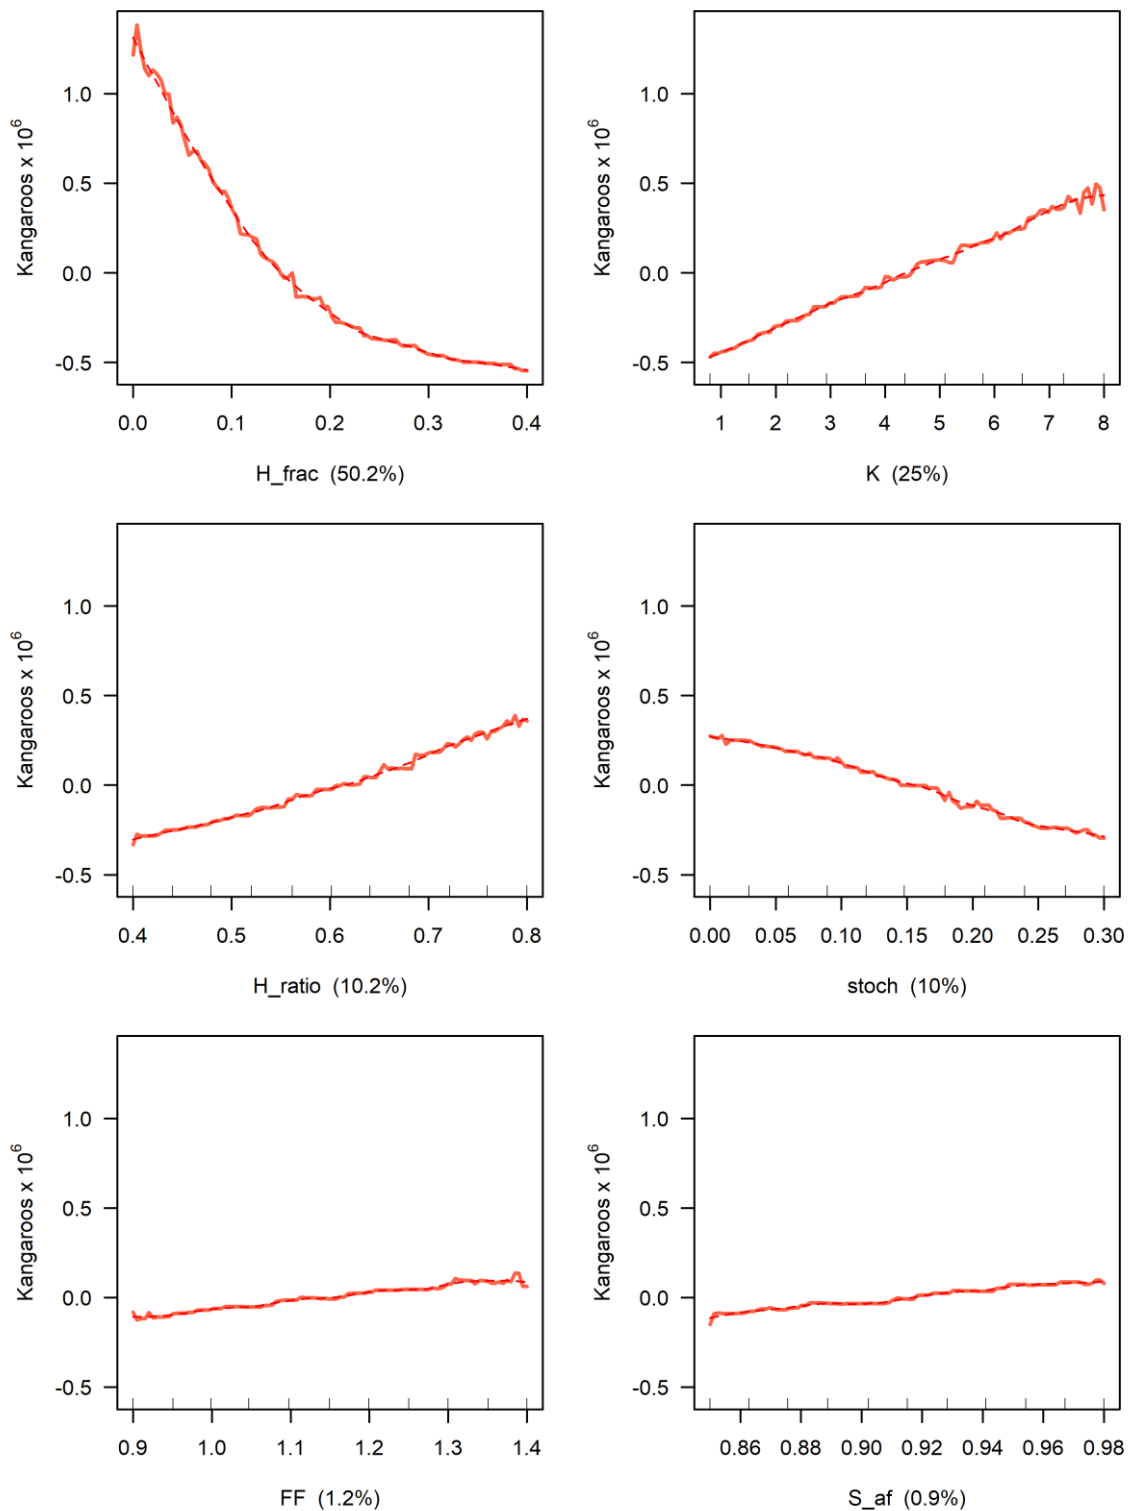 Kangaroos x 10^6
1.0
0.5
0.0
-0.5
0.0 0.1 0.2 0.3 0.4
H_frac (50.2%)
Kangaroos x 10^6
1.0
0.5
0.0
-0.5
1 2 3 4 5 6 7 8
K (25%)
Kangaroos x 10^6
1.0
0.5
0.0
-0.5
0.4 0.5 0.6 0.7 0.8
H_ratio (10.2%)
Kangaroos x 10^6
1.0
0.5
0.0
-0.5
0.00 0.05 0.10 0.15 0.20 0.25 0.30
stoch (10%)
Kangaroos x 10^6
1.0
0.5
0.0
-0.5
0.9 1.0 1.1 1.2 1.3 1.4
FF (1.2%)
Kangaroos x 10^6
1.0
0.5
0.0
-0.5
0.86 0.88 0.90 0.92 0.94 0.96 0.98
S_af (0.9%)